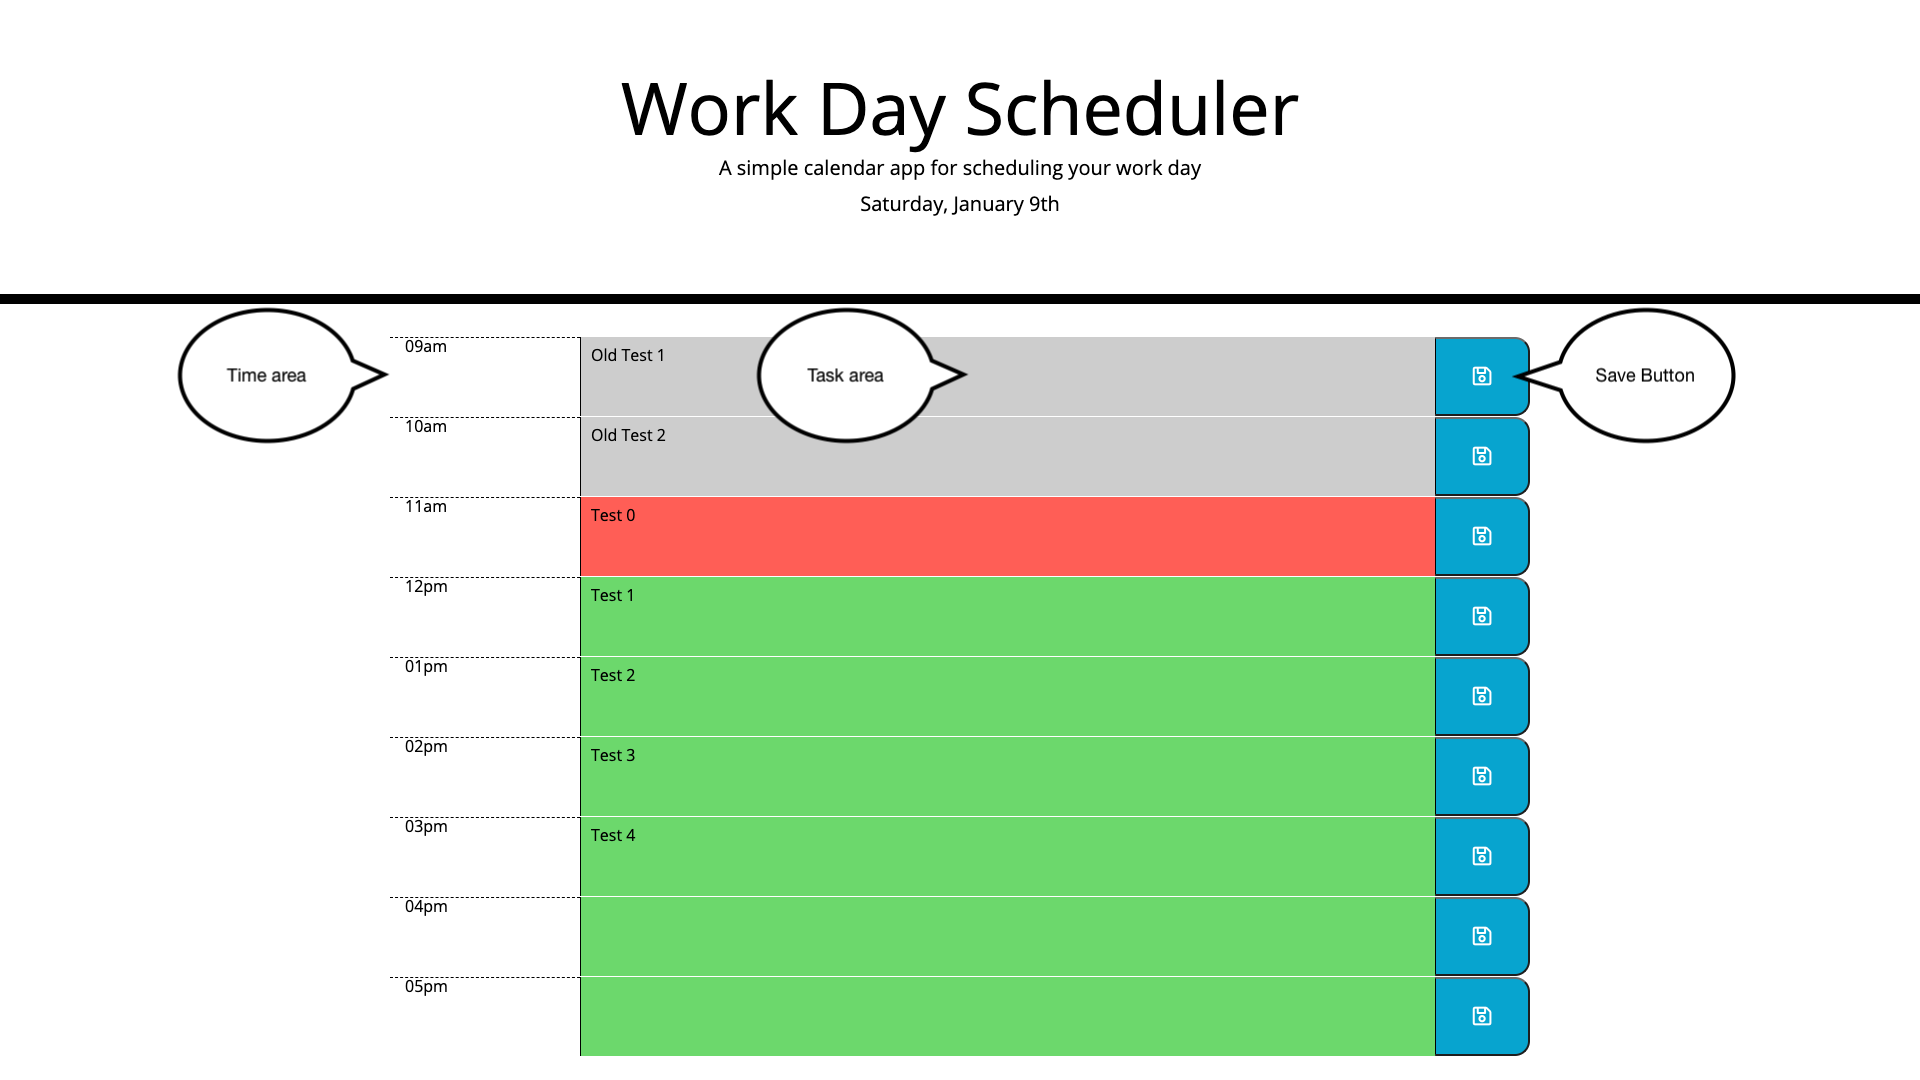 Work Day Scheduler
A simple calendar app for scheduling your work day
Saturday, January 9th
Time area
Task area
Save Button
09am
Old Test 1
10am
Old Test 2
11am
Test 0
12pm
Test 1
01pm
Test 2
02pm
Test 3
03pm
Test 4
04pm
05pm